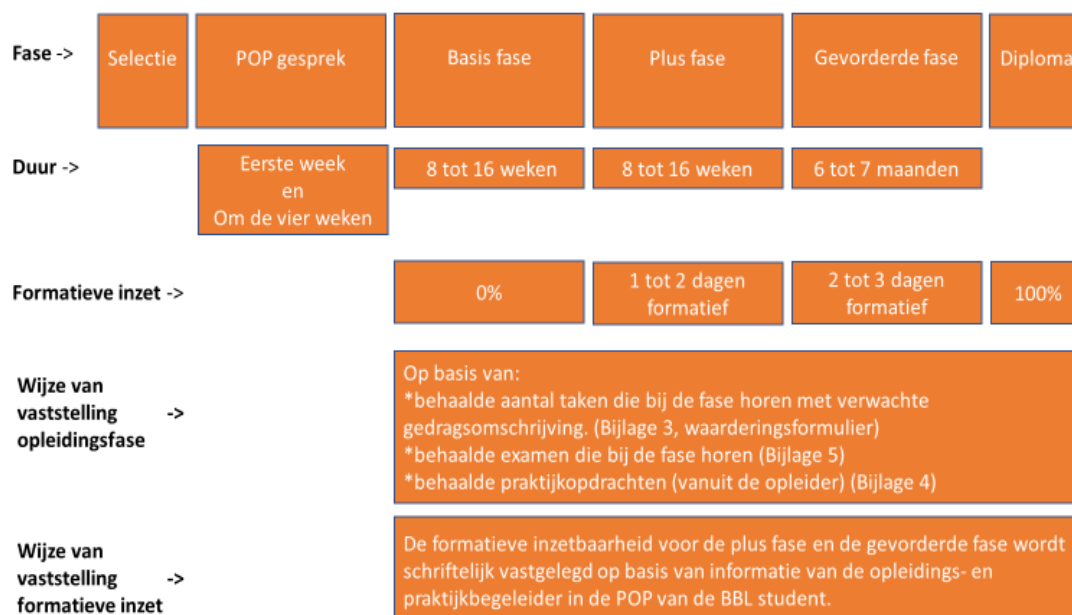 Fase -> Selectie POP gesprek Basis fase Plus fase Gevorderde fase Diploma
Duur -> Eerste week 8 tot 16 weken 8 tot 16 weken 6 tot 7 maanden
en
Om de vier weken
Formatieve inzet -> 0% 1 tot 2 dagen 2 tot 3 dagen 100%
formatief formatief
Wijze van
vaststelling ->
opleidingsfase
Op basis van:
*behaalde aantal taken die bij de fase horen met verwachte
gedragsomschrijving. (Bijlage 3, waarderingsformulier)
*behaalde examen die bij de fase horen (Bijlage 5)
*behaalde praktijkopdrachten (vanuit de opleider) (Bijlage 4)
Wijze van
vaststelling ->
formatieve inzet
De formatieve inzetbaarheid voor de plus fase en de gevorderde fase wordt
schriftelijk vastgelegd op basis van informatie van de opleidings- en
praktijkbegeleider in de POP van de BBL student.